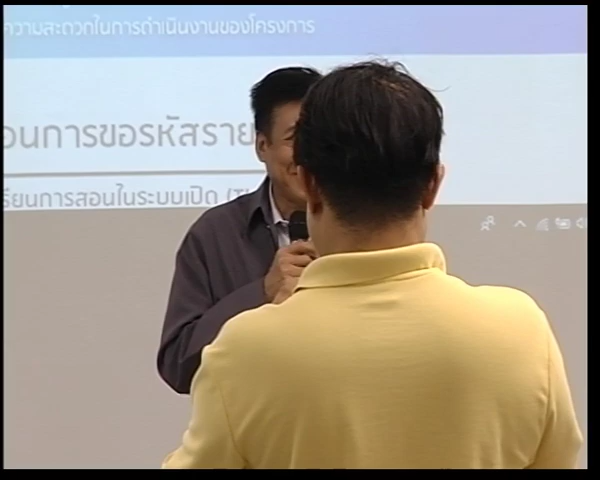 ความสะดวกในการดำเนินงานของโครงการ
อนการขอรหัสราย
รียนการสอนในระบบเปิด (T